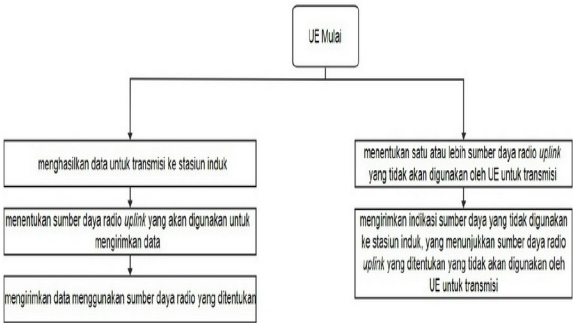 UE Mulai
menghasilkan data untuk transmisi ke stasiun induk
menentukan sumber daya radio uplink yang akan digunakan untuk
mengirimkan data
mengirimkan data menggunakan sumber daya radio yang ditentukan
menentukan satu atau lebih sumber daya radio uplink
yang tidak akan digunakan oleh UE untuk transmisi
mengirimkan indikasi sumber daya yang tidak digunakan
ke stasiun induk, yang menunjukkan sumber daya radio
uplink yang ditentukan yang tidak akan digunakan oleh
UE untuk transmisi